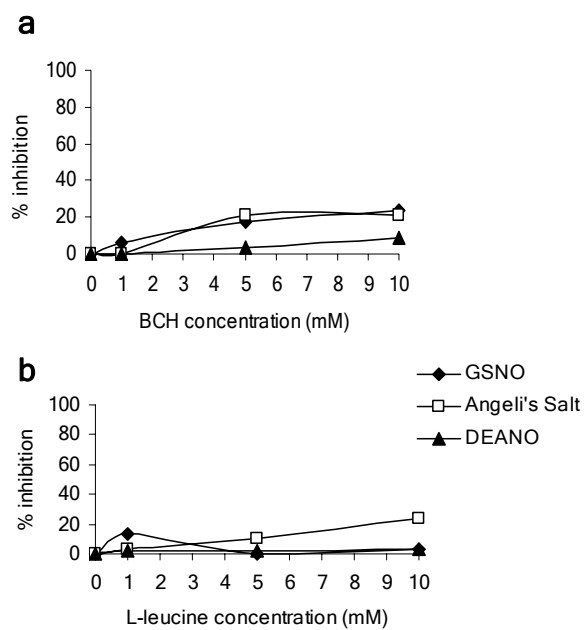 a
100
80
60
40
20
0
% inhibition
0 1 2 3 4 5 6 7 8 9 10
BCH concentration (mM)
b
GSNO
Angeli's Salt
DEANO
100
80
60
40
20
0
% inhibition
0 1 2 3 4 5 6 7 8 9 10
L-leucine concentration (mM)